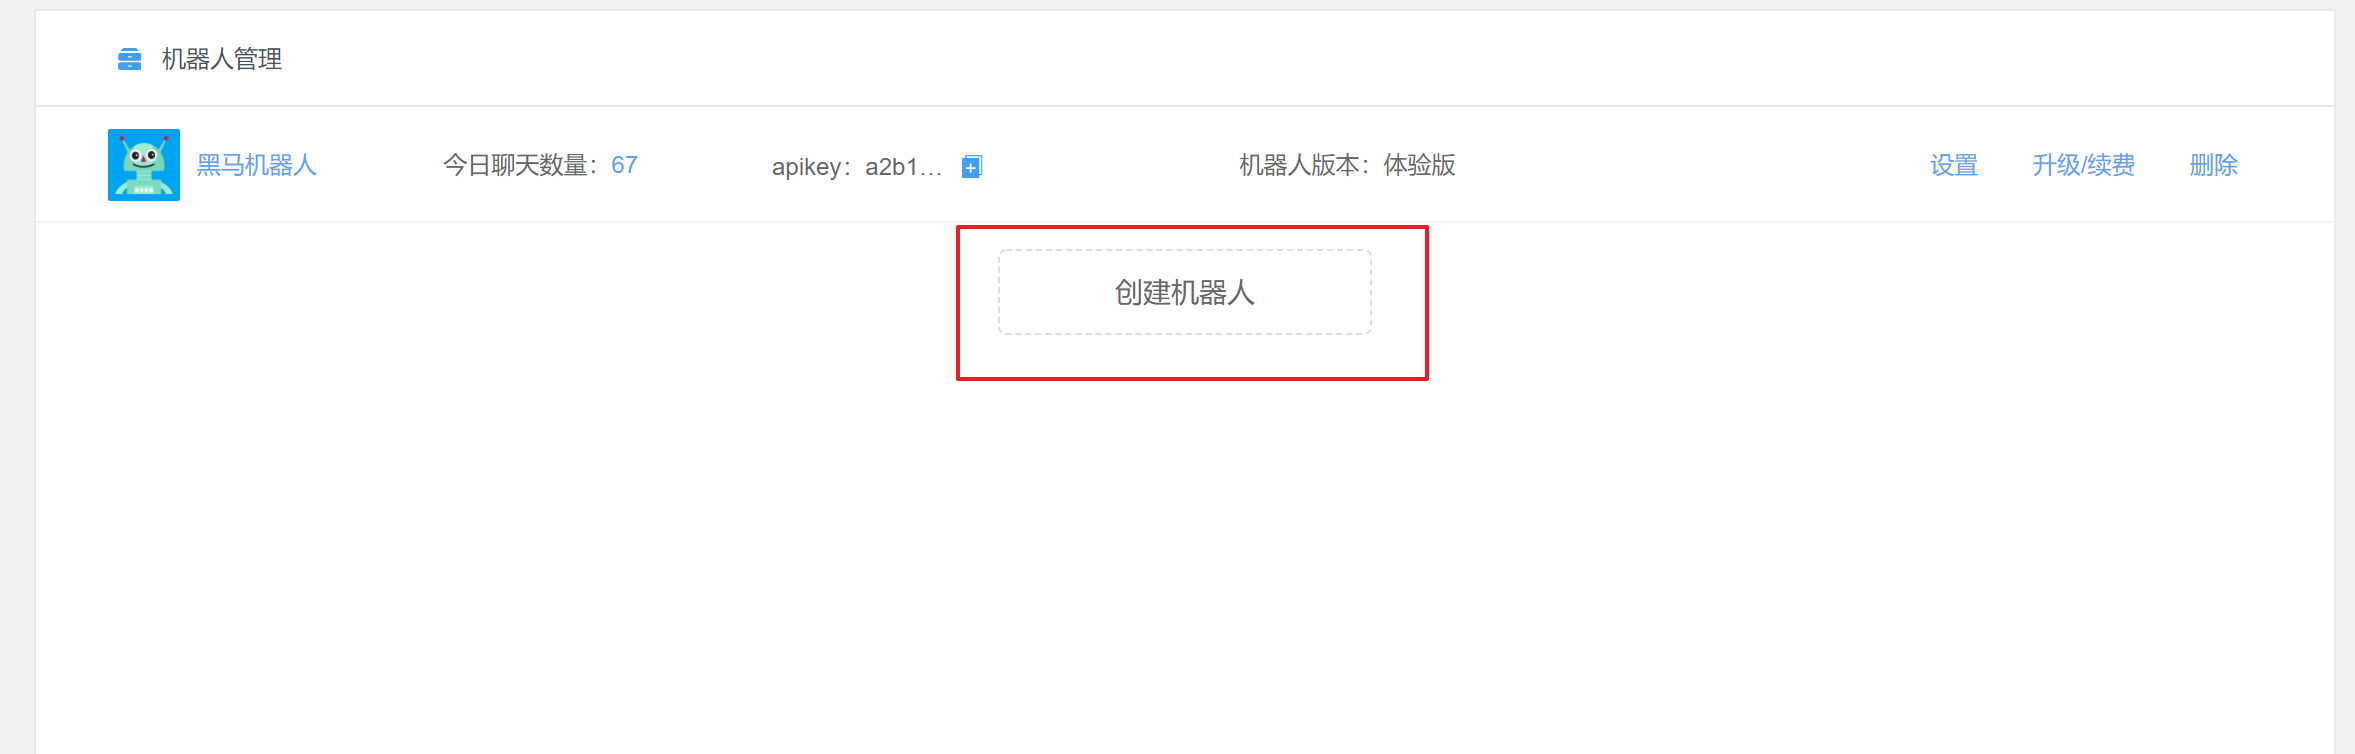 机器人管理
黑马机器人 今日聊天数量：67 apikey：a2b1... 机器人版本：体验版 设置 升级/续费 删除
创建机器人